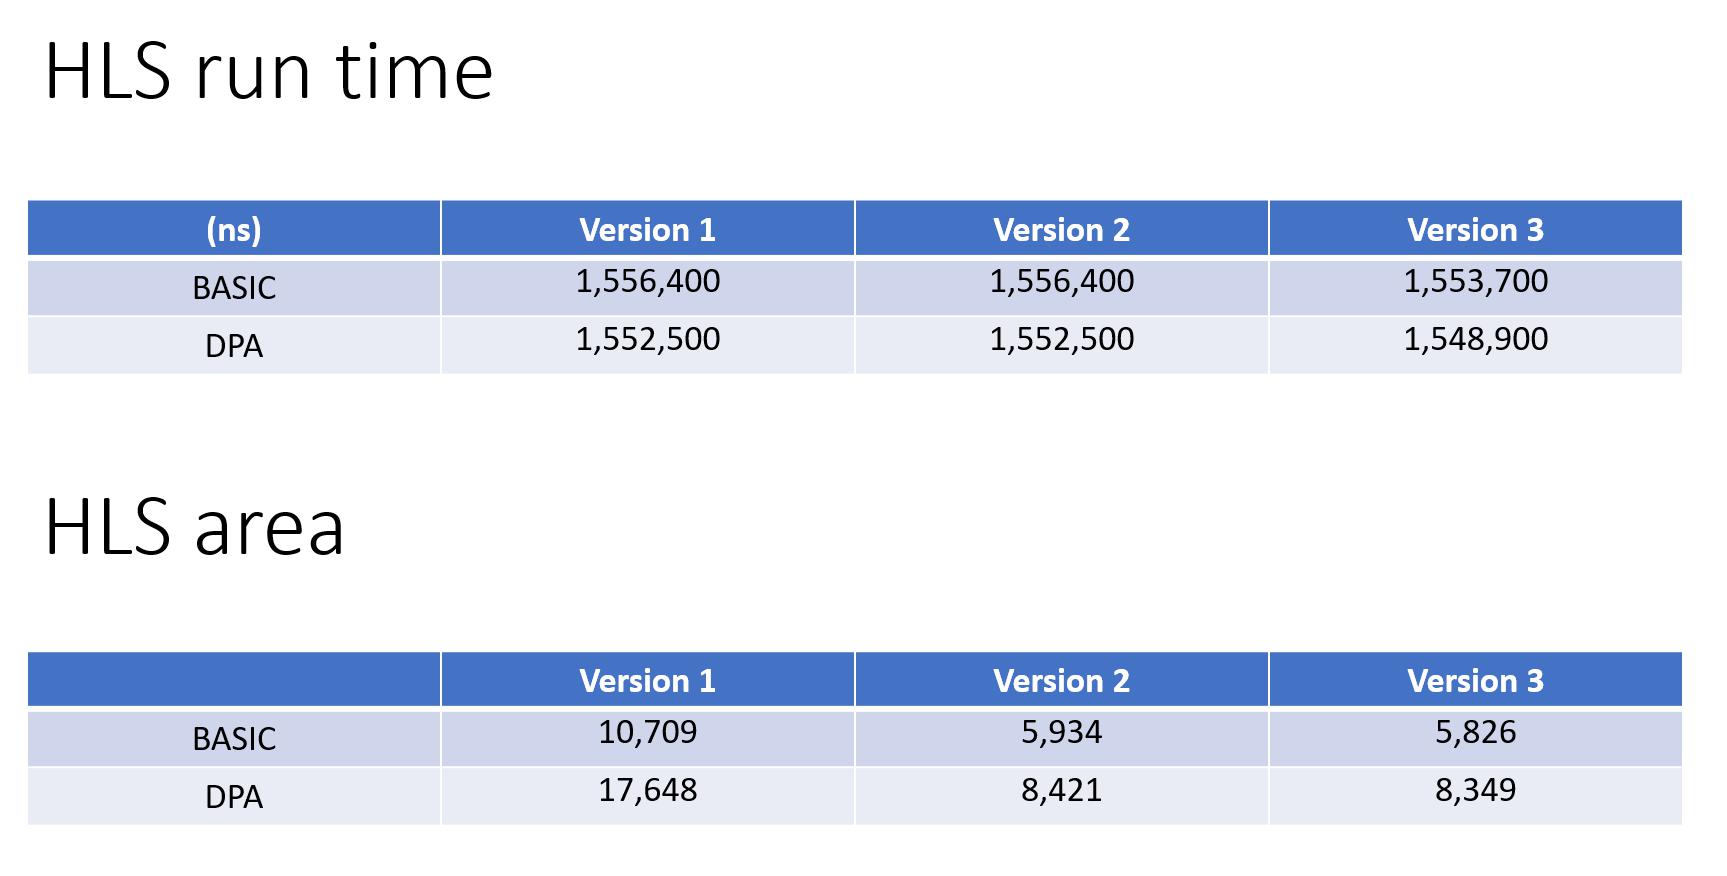 HLS run time
(ns) Version 1 Version 2 Version 3
BASIC 1,556,400 1,556,400 1,553,700
DPA 1,552,500 1,552,500 1,548,900
HLS area
Version 1 Version 2 Version 3
BASIC 10,709 5,934 5,826
DPA 17,648 8,421 8,349